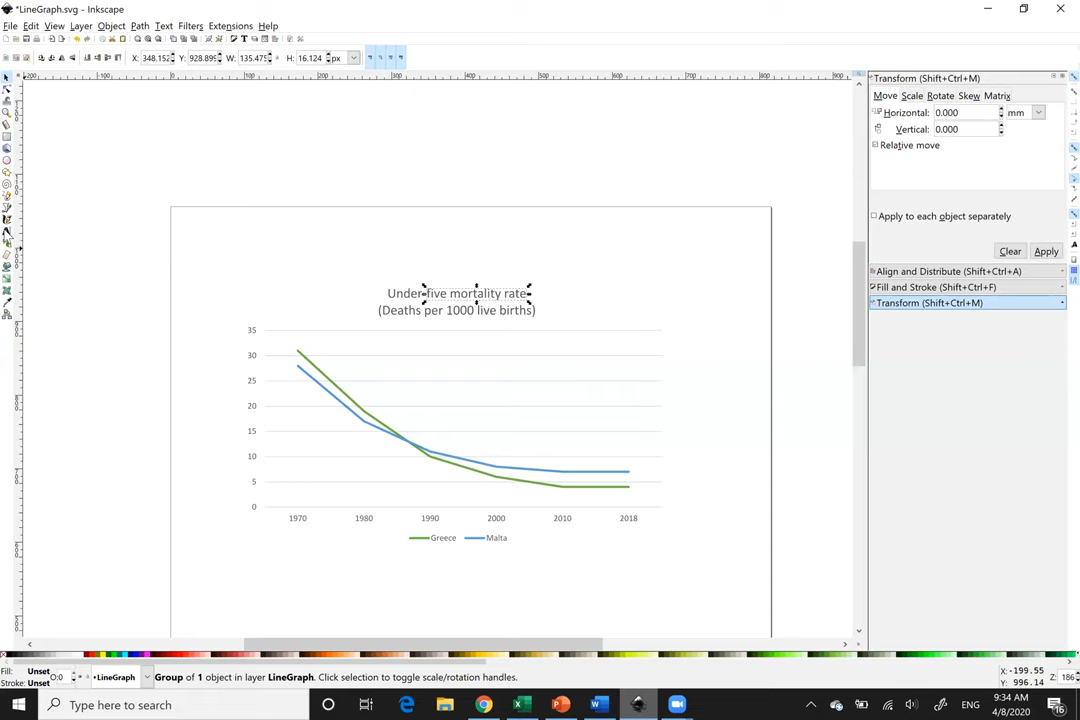 *LineGraph.svg - Inkscape
File Edit View Layer Object Path Text Filters Extensions Help
X: 348.152 Y: 928.899 W: 135.475 H: 16.124 px
Transform (Shift+Ctrl+M)
Move Scale Rotate Skew Matrix
Horizontal: 0.000 mm
Vertical: 0.000
Relative move
Apply to each object separately
Clear Apply
Align and Distribute (Shift+Ctrl+A)
Fill and Stroke (Shift+Ctrl+F)
Transform (Shift+Ctrl+M)
Under-five mortality rate
(Deaths per 1000 live births)
35
30
25
20
15
10
5
0
1970 1980 1990 2000 2010 2018
Greece Malta
Fill: Unset
Stroke: Unset
O:0
•LineGraph
Group of 1 object in layer LineGraph. Click selection to toggle scale/rotation handles.
X: -199.55
Y: 996.14
Z: 186
Type here to search
ENG
9:34 AM
4/8/2020
16